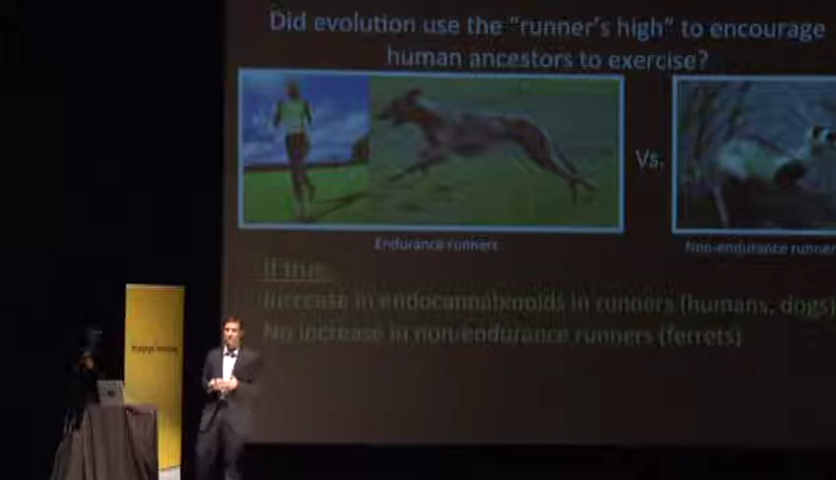 Did evolution use the "runner's high" to encourage
human ancestors to exercise?
Vs.
Endurance runners
Non-endurance runner
If true:
Increase in endocannabinoids in runners (humans, dogs)
No increase in non-endurance runners (ferrets)